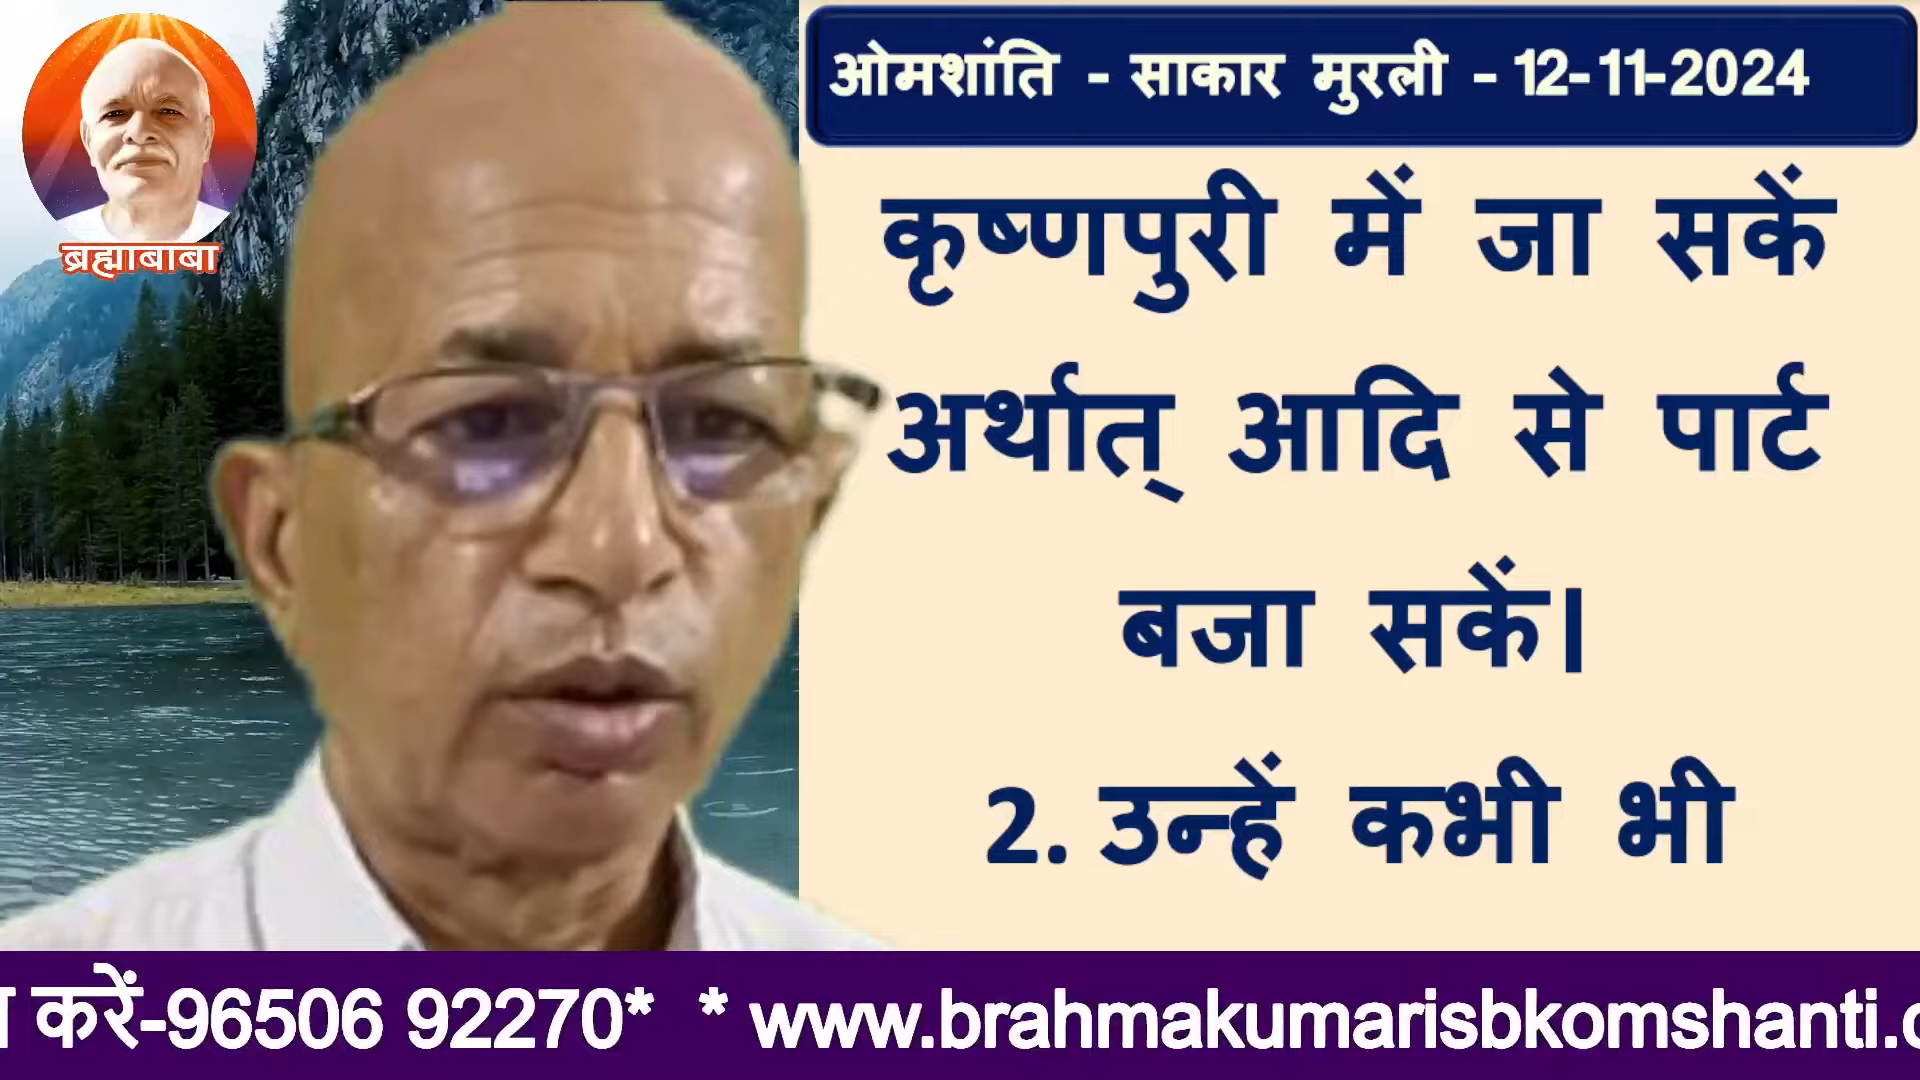 ब्रह्माबाबा
ओमशांति - साकार मुरली - 12-11-2024
कृष्णपुरी में जा सकें
अर्थात् आदि से पार्ट
बजा सकें।
2. उन्हें कभी भी
करें-96506 92270* * www.brahmakumarisbkomshanti.c